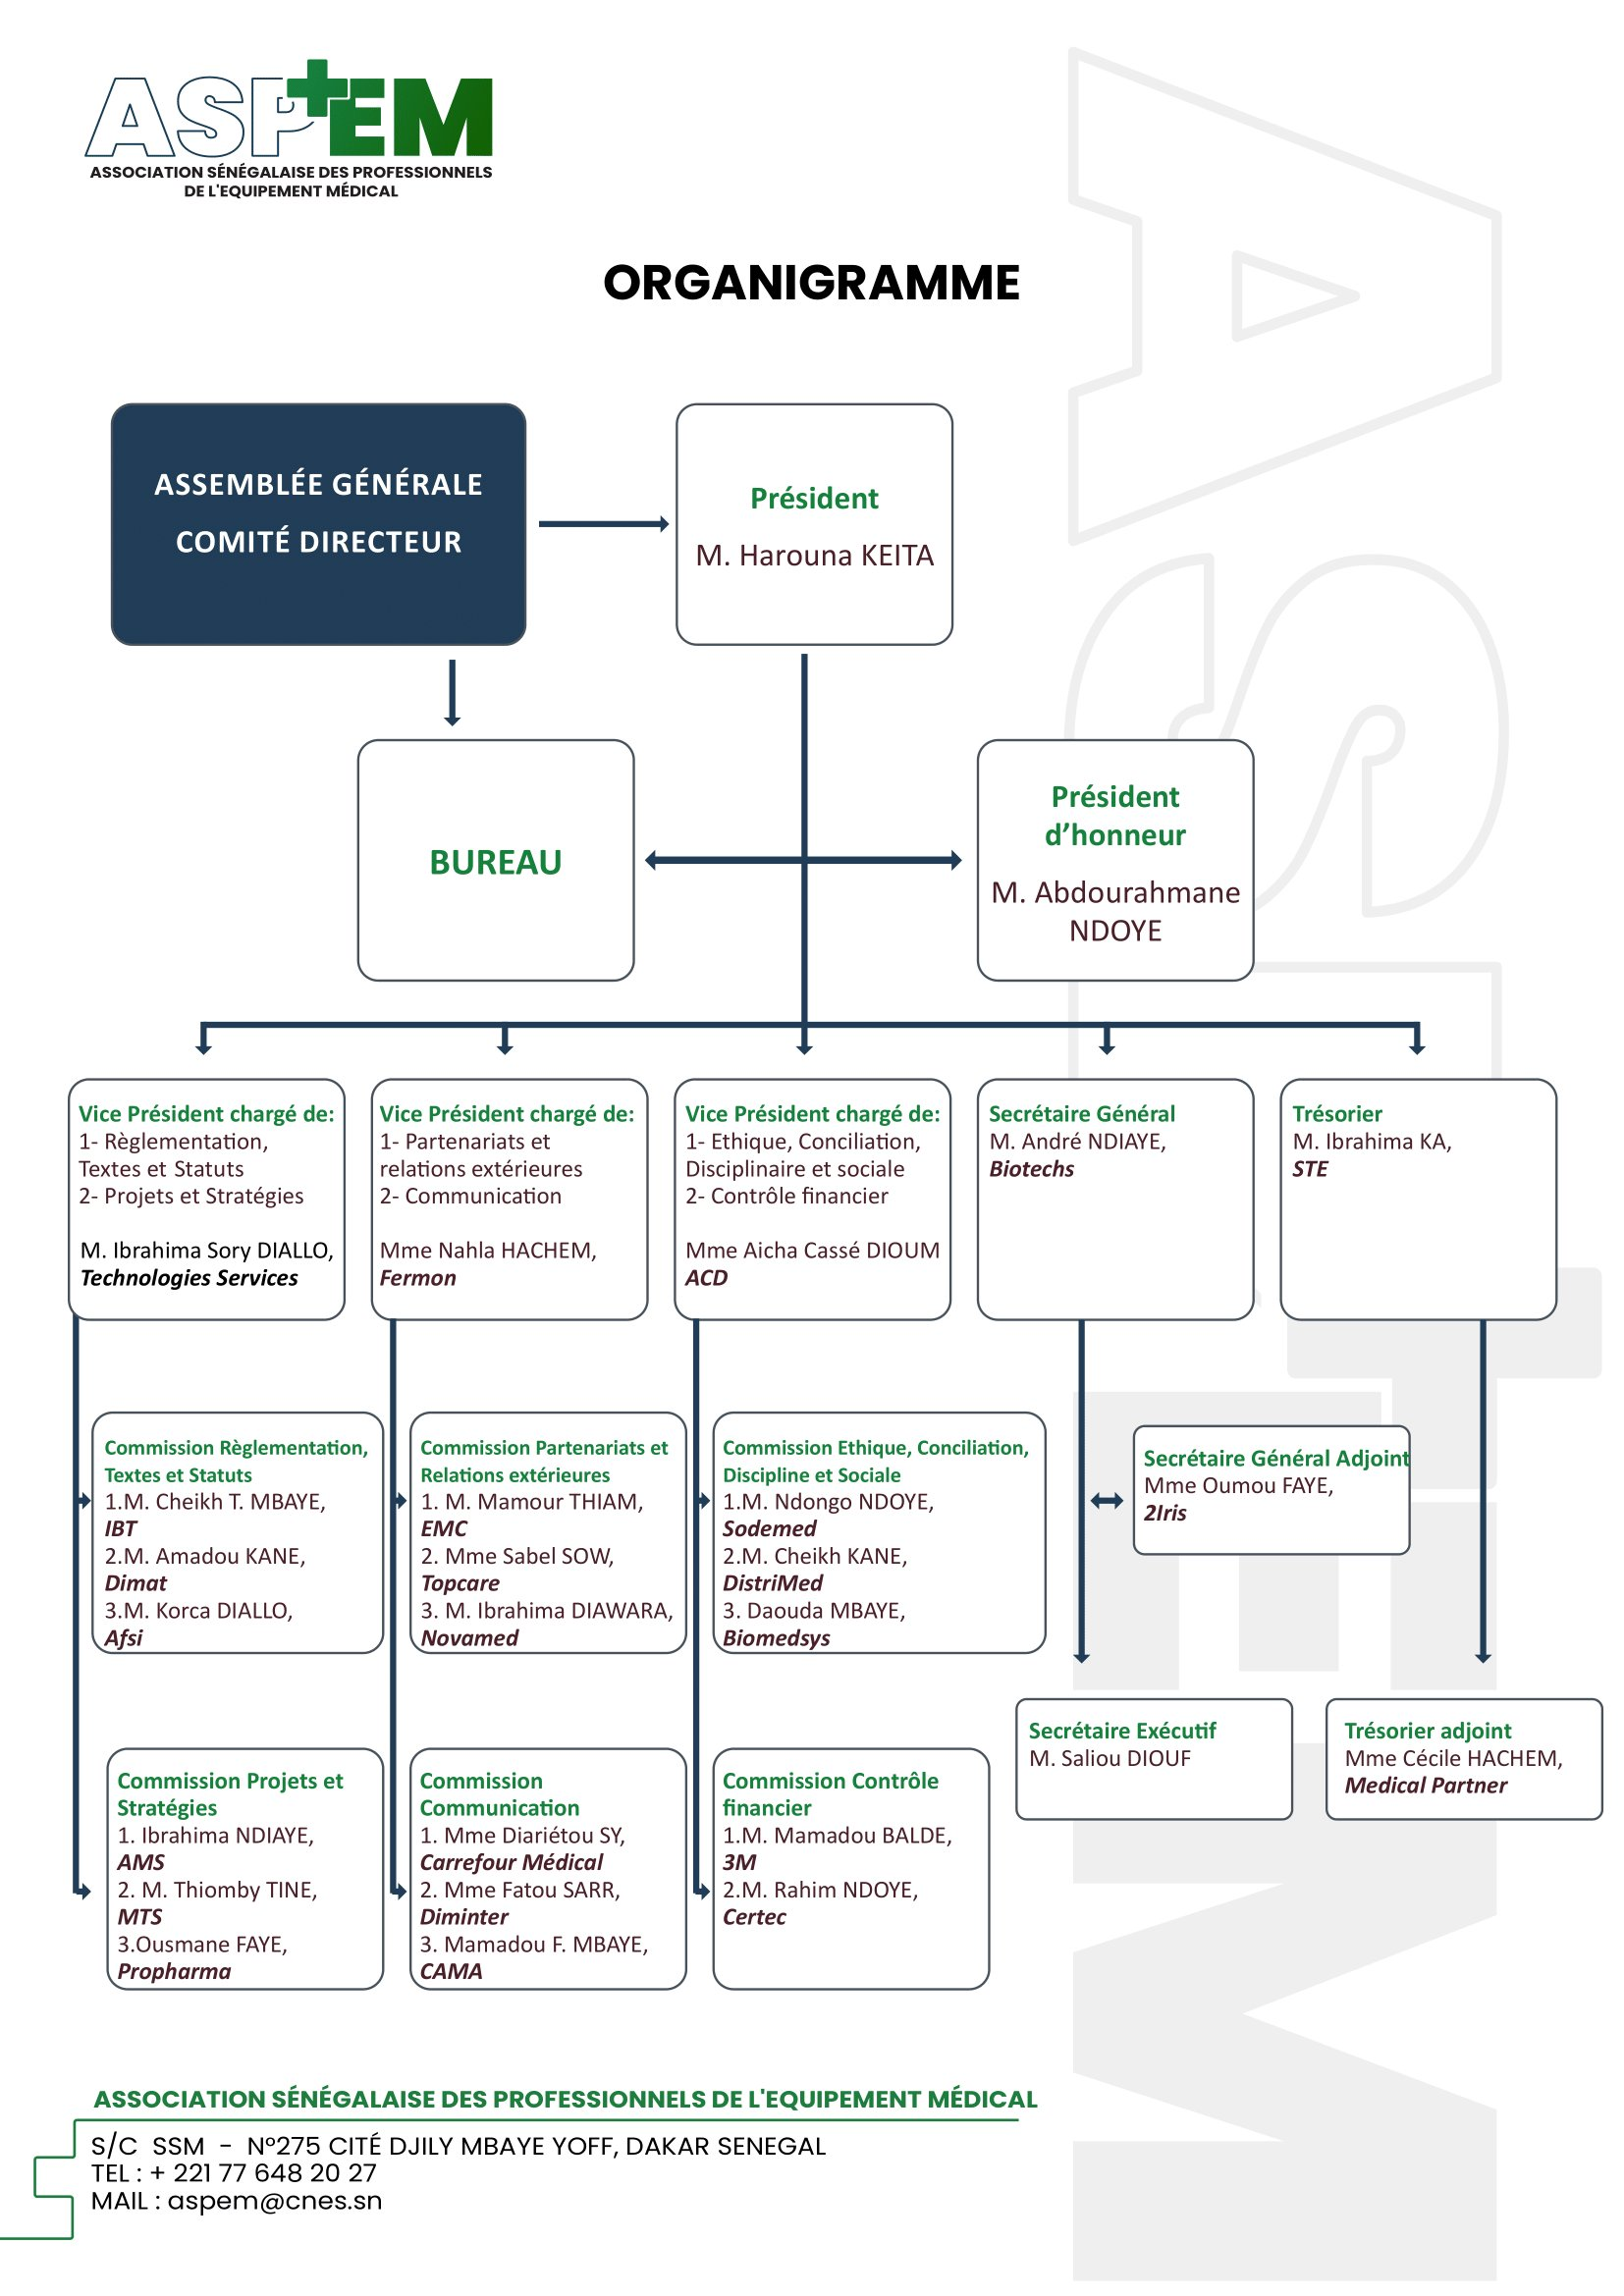 ASPEM
ASSOCIATION SÉNÉGALAISE DES PROFESSIONNELS
DE L'EQUIPEMENT MÉDICAL
ORGANIGRAMME
ASSEMBLÉE GÉNÉRALE
COMITÉ DIRECTEUR
Président
M. Harouna KEITA
BUREAU
Président
d’honneur
M. Abdourahmane
NDOYE
Vice Président chargé de:
1- Règlementation,
Textes et Statuts
2- Projets et Stratégies
M. Ibrahima Sory DIALLO,
Technologies Services
Vice Président chargé de:
1- Partenariats et
relations extérieures
2- Communication
Mme Nahla HACHEM,
Fermon
Vice Président chargé de:
1- Ethique, Conciliation,
Disciplinaire et sociale
2- Contrôle financier
Mme Aicha Cassé DIOUM
ACD
Secrétaire Général
M. André NDIAYE,
Biotechs
Trésorier
M. Ibrahima KA,
STE
Commission Règlementation,
Textes et Statuts
1.M. Cheikh T. MBAYE,
IBT
2.M. Amadou KANE,
Dimat
3.M. Korca DIALLO,
Afsi
Commission Partenariats et
Relations extérieures
1. M. Mamour THIAM,
EMC
2. Mme Sabel SOW,
Topcare
3. M. Ibrahima DIAWARA,
Novamed
Commission Ethique, Conciliation,
Discipline et Sociale
1.M. Ndongo NDOYE,
Sodemed
2.M. Cheikh KANE,
DistriMed
3. Daouda MBAYE,
Biomedsys
Secrétaire Général Adjoint
Mme Oumou FAYE,
2Iris
Commission Projets et
Stratégies
1. Ibrahima NDIAYE,
AMS
2. M. Thiomby TINE,
MTS
3.Ousmane FAYE,
Propharma
Commission
Communication
1. Mme Diariétou SY,
Carrefour Médical
2. Mme Fatou SARR,
Diminter
3. Mamadou F. MBAYE,
CAMA
Commission Contrôle
financier
1.M. Mamadou BALDE,
3M
2.M. Rahim NDOYE,
Certec
Secrétaire Exécutif
M. Saliou DIOUF
Trésorier adjoint
Mme Cécile HACHEM,
Medical Partner
ASSOCIATION SÉNÉGALAISE DES PROFESSIONNELS DE L'EQUIPEMENT MÉDICAL
S/C SSM - N°275 CITÉ DJILY MBAYE YOFF, DAKAR SENEGAL
TEL : + 221 77 648 20 27
MAIL : aspem@cnes.sn
ASPEM